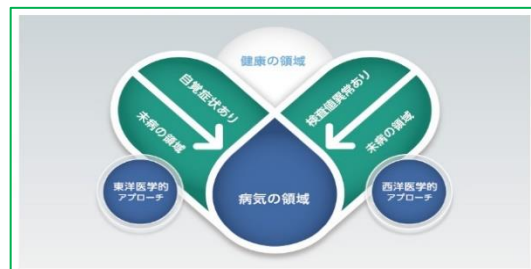 健康の領域
自覚症状あり
未病の領域
検査値異常あり
未病の領域
病気の領域
東洋医学的
アプローチ
西洋医学的
アプローチ